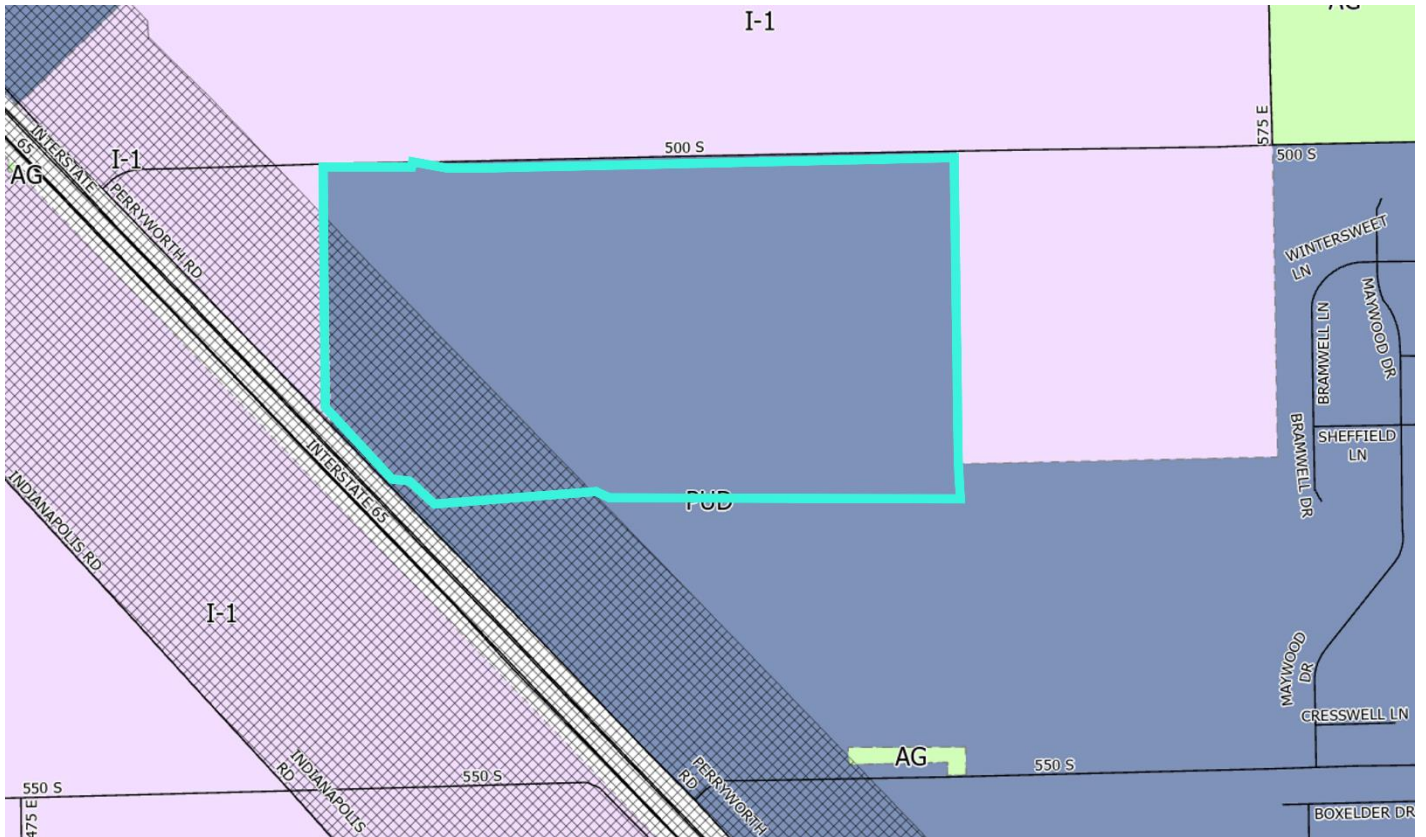 AG
I-1
575 E
500 S
500 S
INTERSTATE
65
I-1
AG
PERRYWORTH RD
WINTERSWEET
LN
MAYWOOD DR
BRAMWELL LN
BRAMWELL DR
SHEFFIELD
LN
INTERSTATE 65
PUD
INDIANAPOLIS RD
I-1
MAYWOOD
DR
CRESSWELL LN
AG
550 S
550 S
550 S
PERRYWORTH
RD
INDIANAPOLIS
RD
475 E
BOXELDER DR